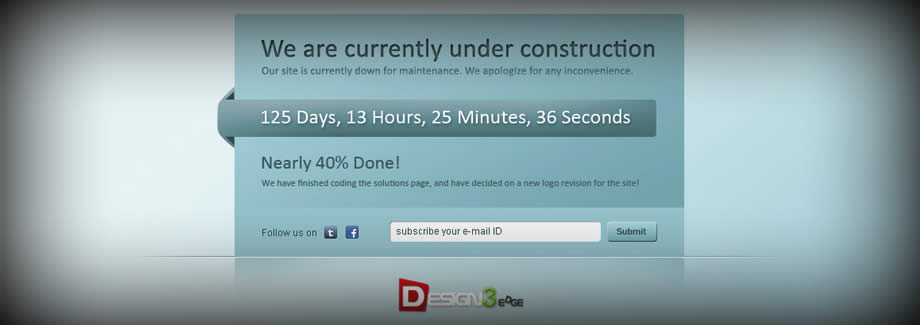 We are currently under construction
Our site is currently down for maintenance. We apologize for any inconvenience.
125 Days, 13 Hours, 25 Minutes, 36 Seconds
Nearly 40% Done!
We have finished coding the solutions page, and have decided on a new logo revision for the site!
Follow us on t f subscribe your e-mail ID Submit
DESIGN3EDGE